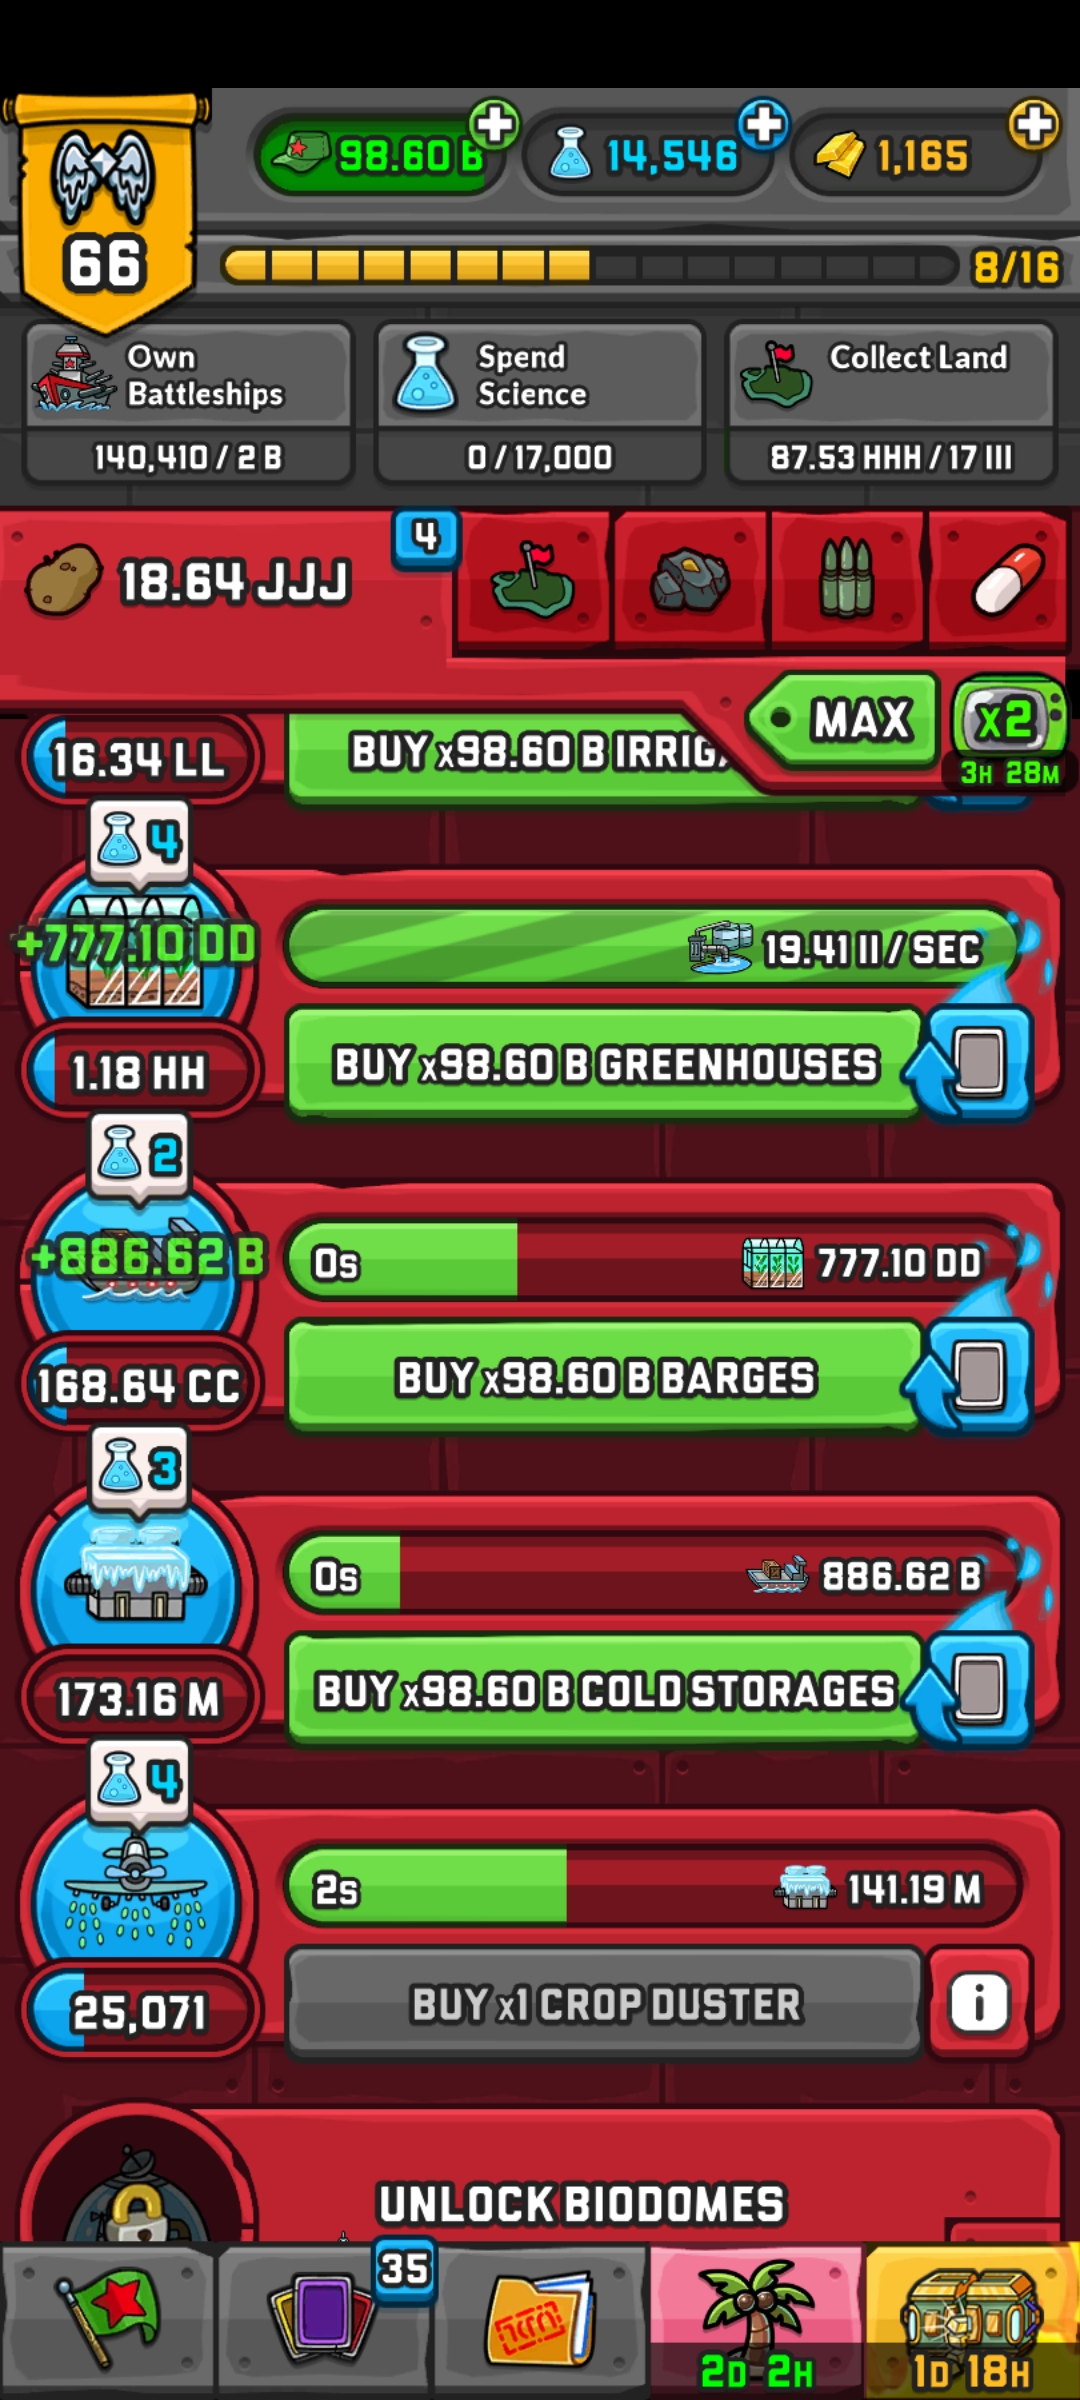 98.60 B
14,546
1,165
66
8/16
Own
Battleships
140,410 / 2 B
Spend
Science
0 / 17,000
Collect Land
87.53 HHH / 17 III
18.64 JJJ
4
MAX
x2
3H 28M
16.34 LL
BUY x98.60 B IRRIG
4
+777.10 DD
19.41 II / SEC
1.18 HH
BUY x98.60 B GREENHOUSES
2
+886.62 B
0s
777.10 DD
168.64 CC
BUY x98.60 B BARGES
3
0s
886.62 B
173.16 M
BUY x98.60 B COLD STORAGES
4
2s
141.19 M
25,071
BUY x1 CROP DUSTER
i
UNLOCK BIODOMES
35
2D 2H
1D 18H